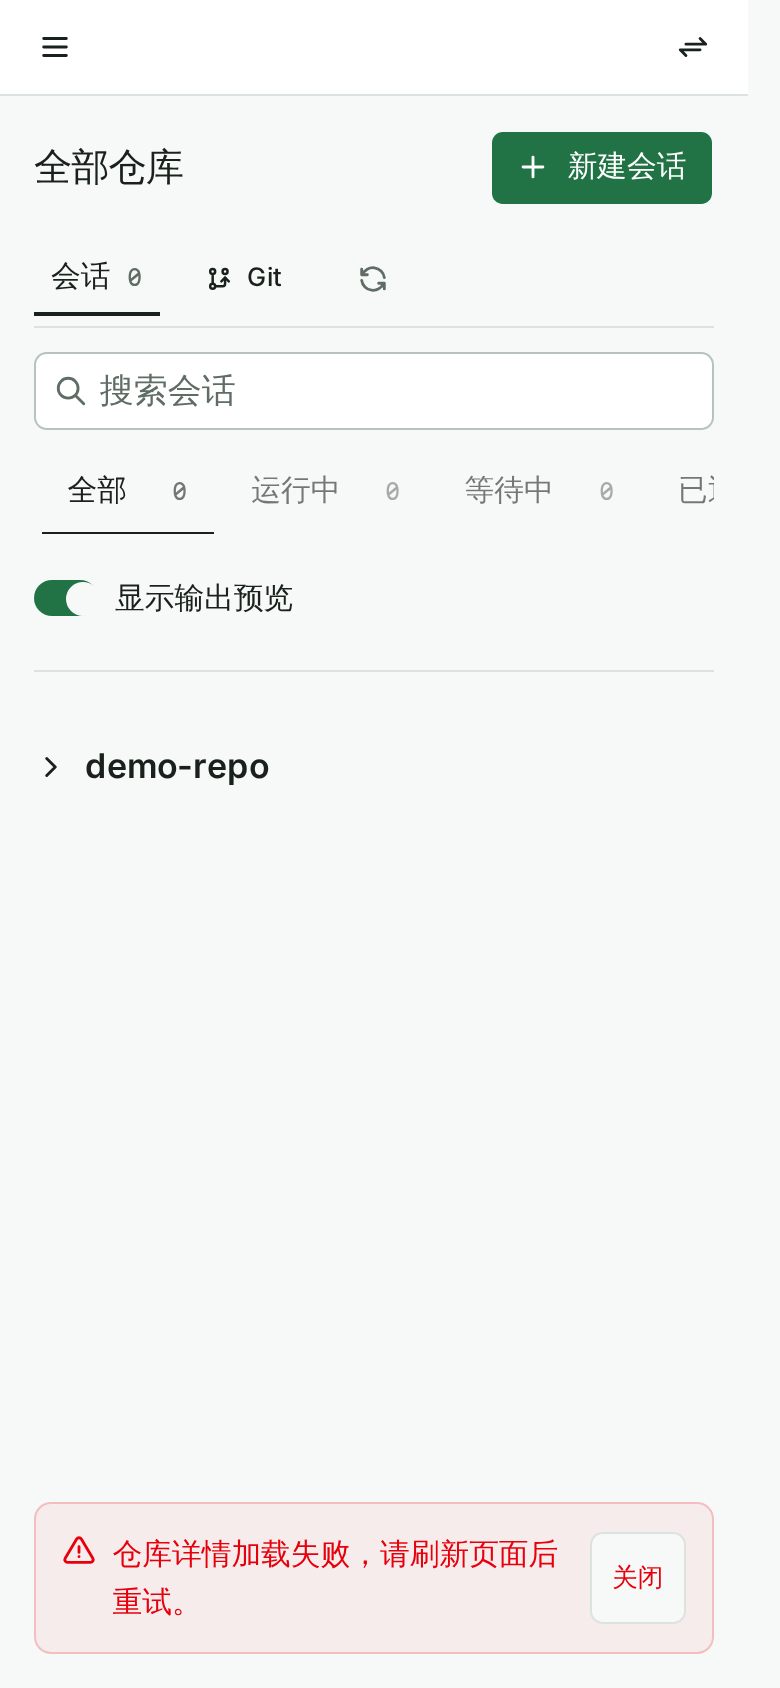 全部仓库
新建会话
会话 0
Git
搜索会话
全部 0 运行中 0 等待中 0 已
显示输出预览
demo-repo
仓库详情加载失败，请刷新页面后
重试。
关闭